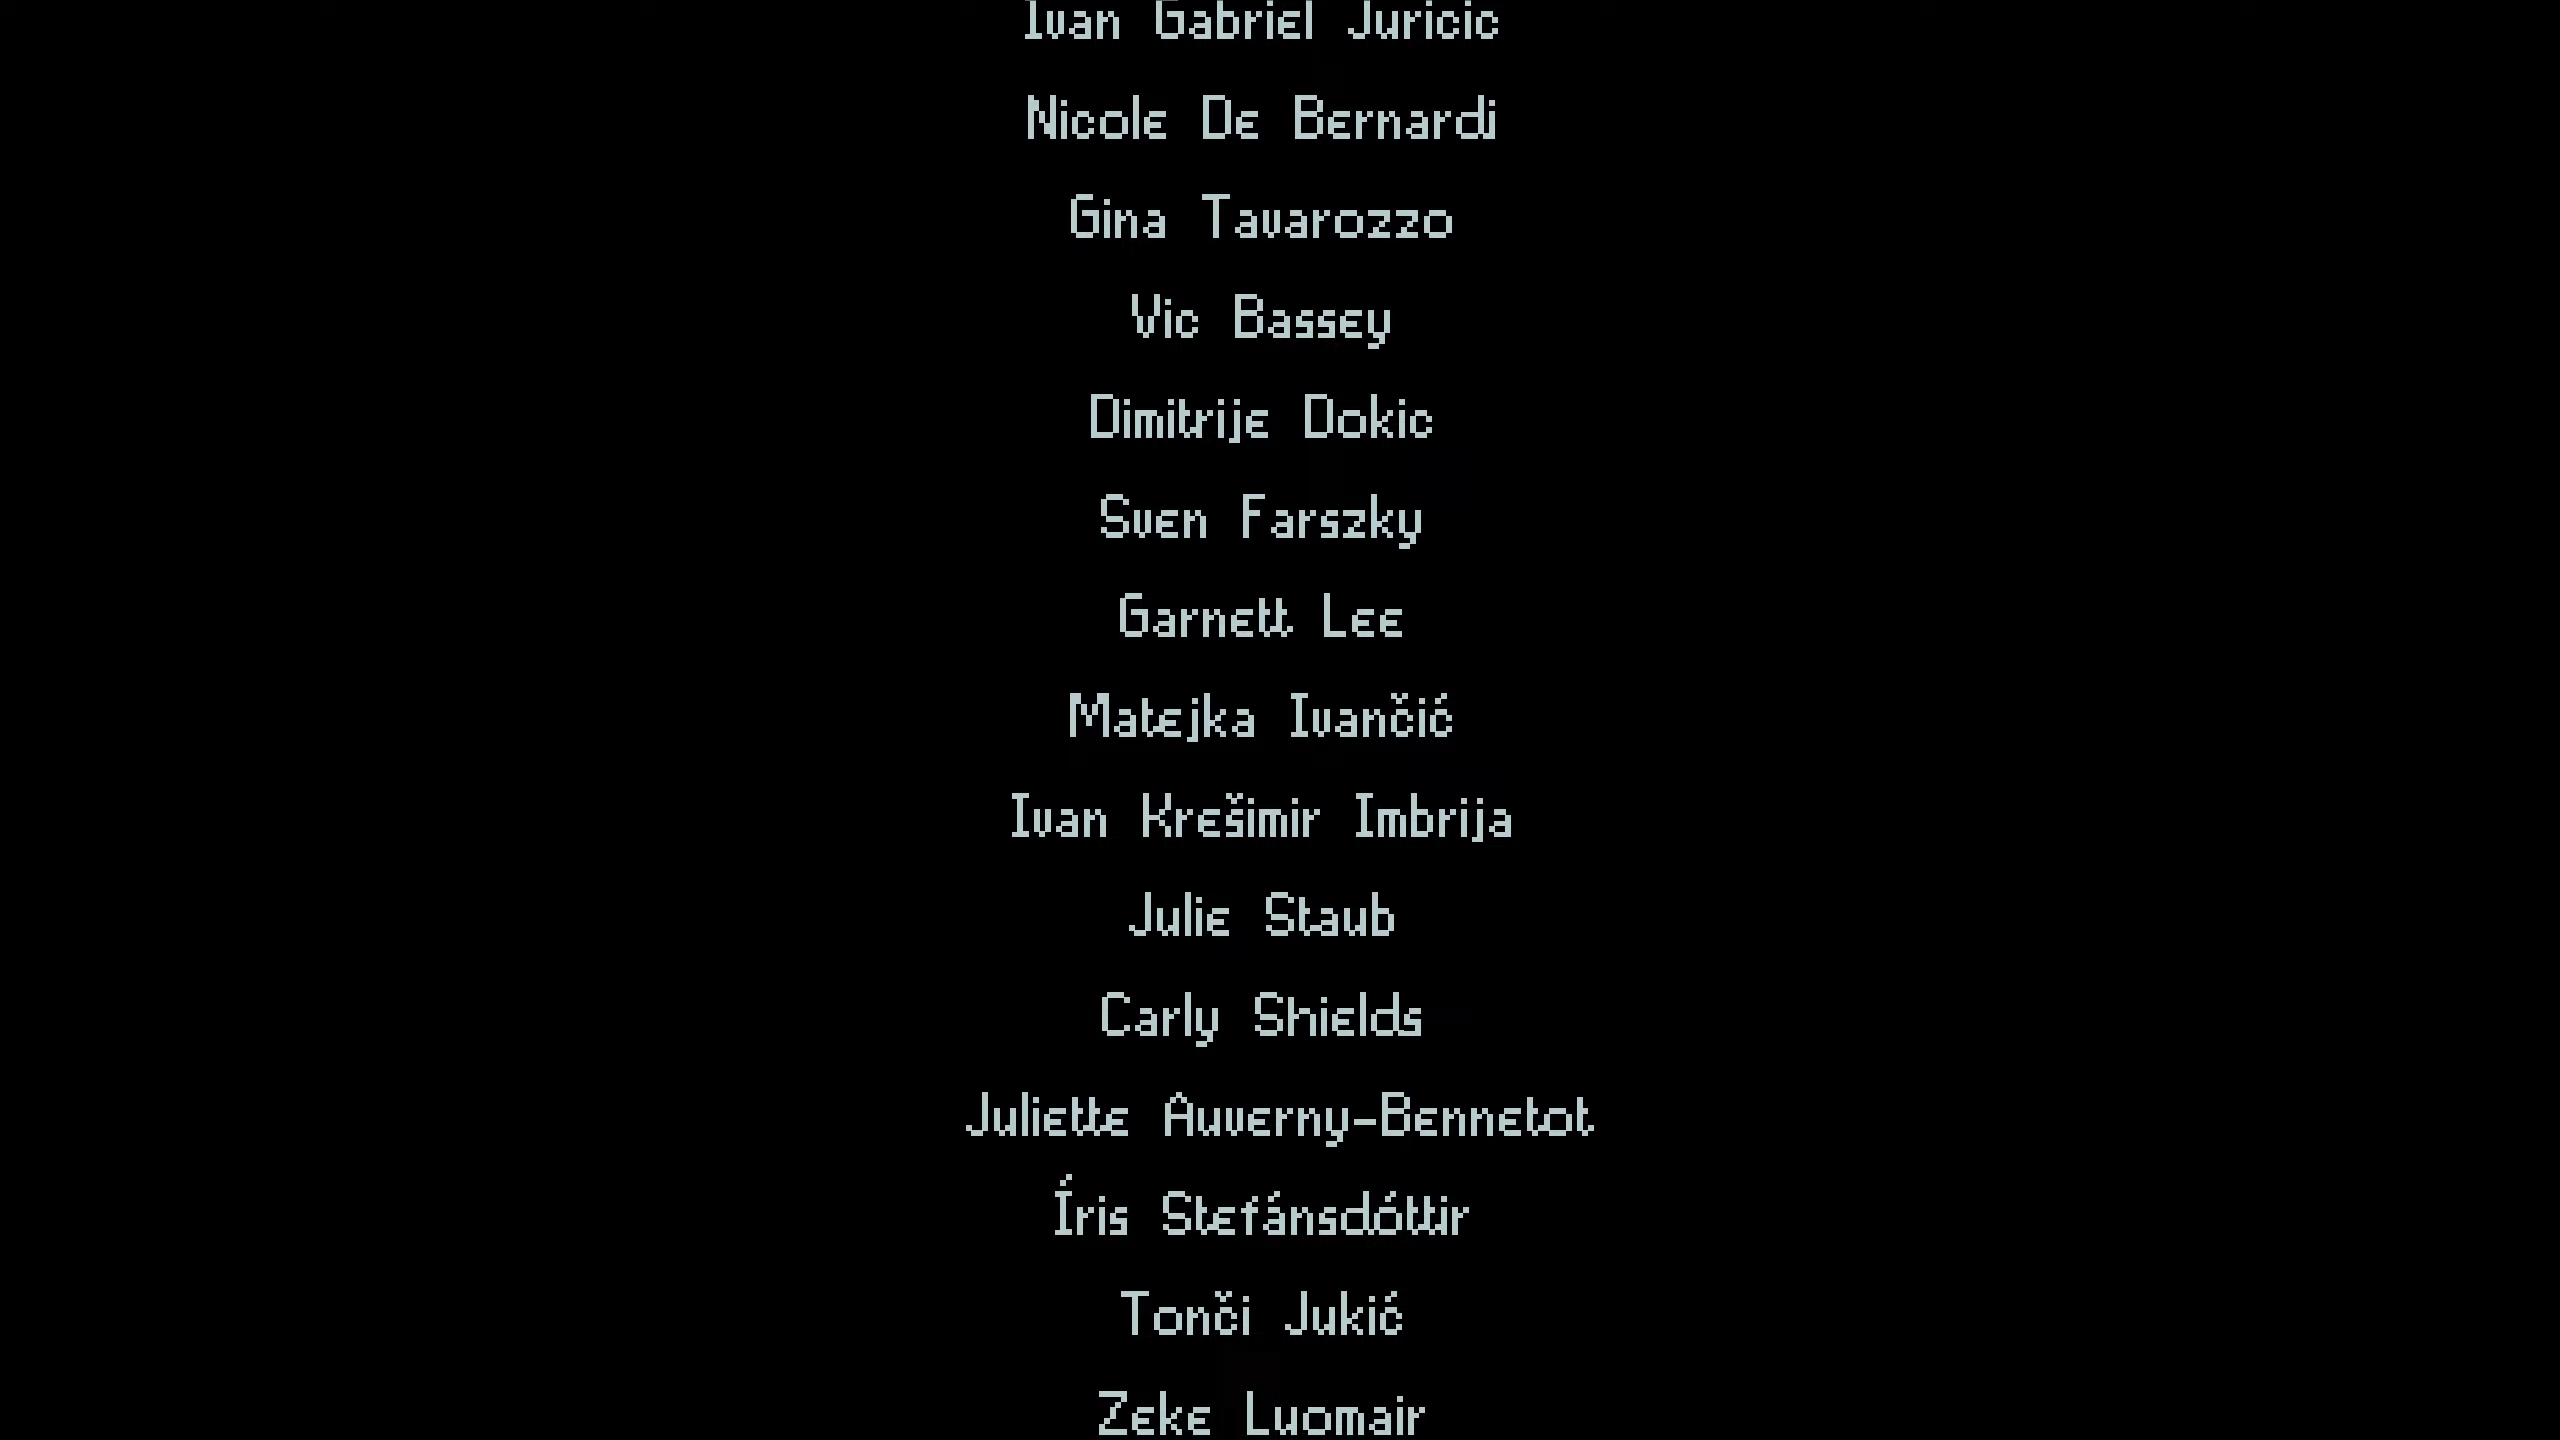 Ivan Gabriel Juricic
Nicole De Bernardi
Gina Tavarozzo
Vic Bassey
Dimitrije Dokic
Sven Farszky
Garnett Lee
Matejka Ivančić
Ivan Krešimir Imbrija
Julie Staub
Carly Shields
Juliette Auverny-Bennetot
Íris Stefánsdóttir
Tonči Jukić
Zeke Luomair